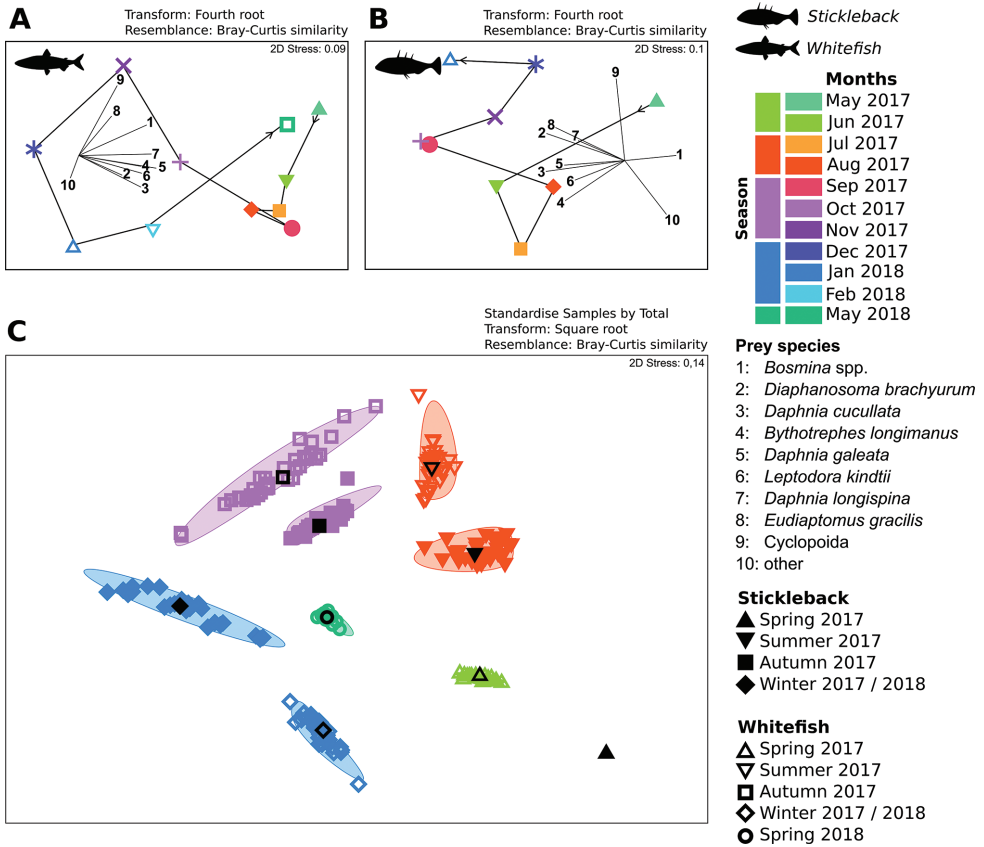 A
Transform: Fourth root
Resemblance: Bray-Curtis similarity
2D Stress: 0.09
9
8
1
7
4
5
6
2
3
10
B
Transform: Fourth root
Resemblance: Bray-Curtis similarity
2D Stress: 0.1
9
8
7
2
1
5
3
6
4
10
C
Standardise Samples by Total
Transform: Square root
Resemblance: Bray-Curtis similarity
2D Stress: 0,14
Stickleback
Whitefish
Months
Season
May 2017
Jun 2017
Jul 2017
Aug 2017
Sep 2017
Oct 2017
Nov 2017
Dec 2017
Jan 2018
Feb 2018
May 2018
Prey species
1: Bosmina spp.
2: Diaphanosoma brachyurum
3: Daphnia cucullata
4: Bythotrephes longimanus
5: Daphnia galeata
6: Leptodora kindtii
7: Daphnia longispina
8: Eudiaptomus gracilis
9: Cyclopoida
10: other
Stickleback
Spring 2017
Summer 2017
Autumn 2017
Winter 2017 / 2018
Whitefish
Spring 2017
Summer 2017
Autumn 2017
Winter 2017 / 2018
Spring 2018